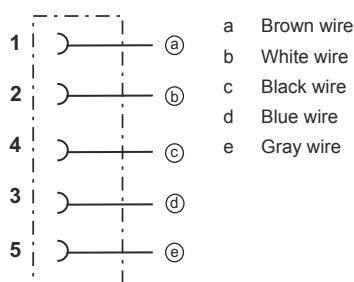 1 a
2 b
4 c
3 d
5 e
a Brown wire
b White wire
c Black wire
d Blue wire
e Gray wire